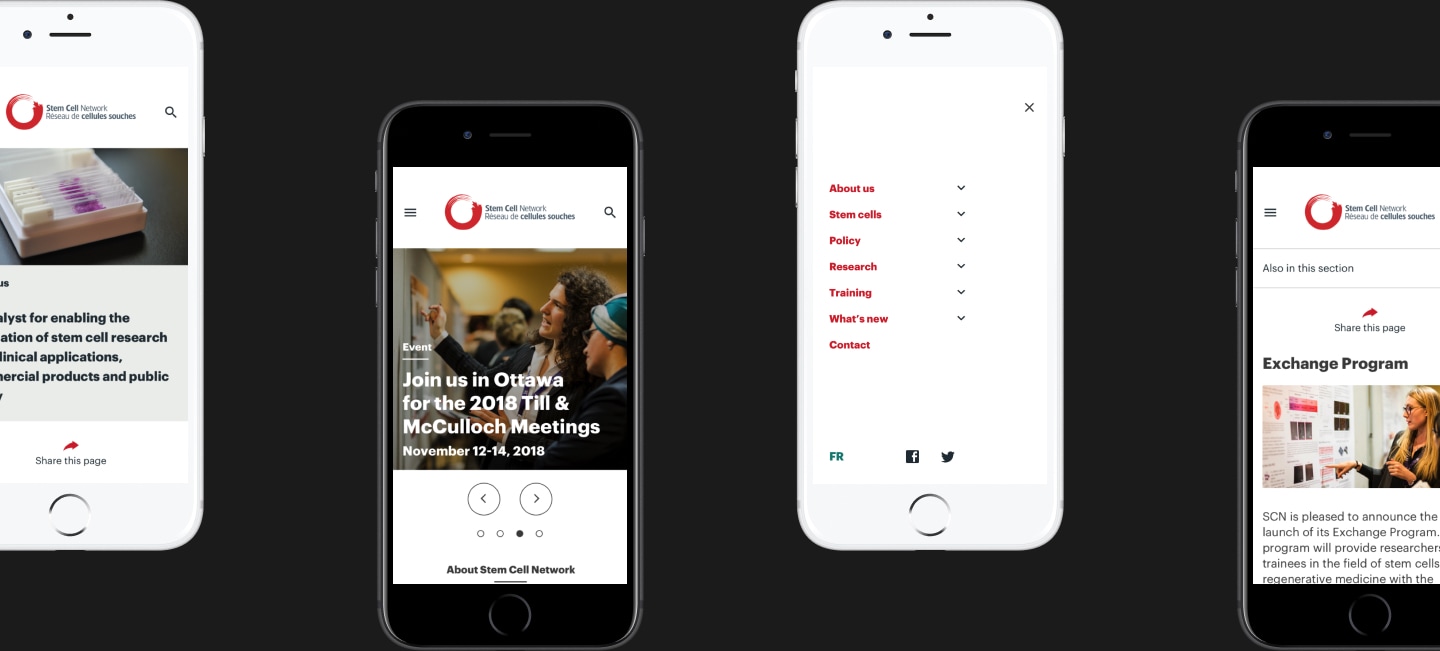 Stem Cell Network
Réseau de cellules souches
us
alyst for enabling the
ation of stem cell research
linical applications,
mercial products and public
y
Share this page
Stem Cell Network
Réseau de cellules souches
Event
Join us in Ottawa
for the 2018 Till &
McCulloch Meetings
November 12-14, 2018
About Stem Cell Network
About us
Stem cells
Policy
Research
Training
What's new
Contact
FR
Stem Cell Network
Réseau de cellules souches
Also in this section
Share this page
Exchange Program
SCN is pleased to announce the
launch of its Exchange Program.
program will provide researchers
trainees in the field of stem cells
regenerative medicine with the